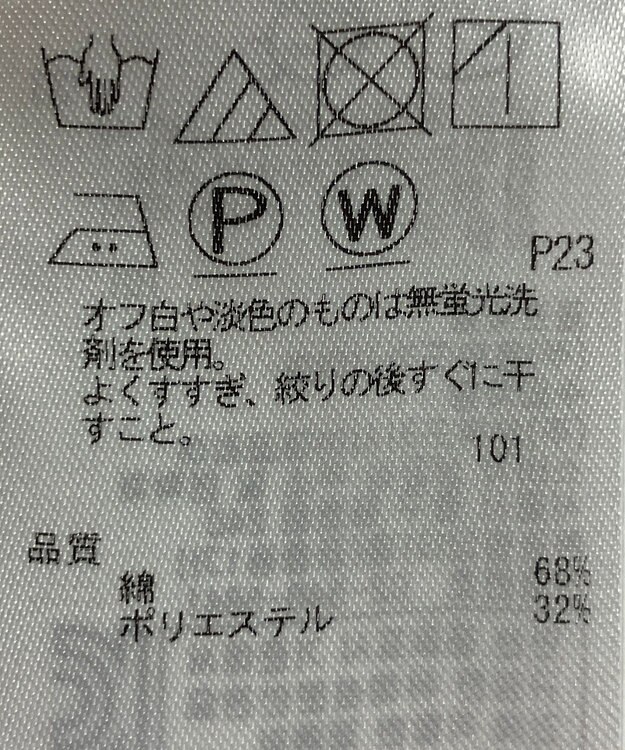 P
W
P23
オフ白や淡色のものは無蛍光洗
剤を使用。
よくすすぎ、絞りの後すぐに干
すこと。
101
品質
綿 68%
ポリエステル 32%